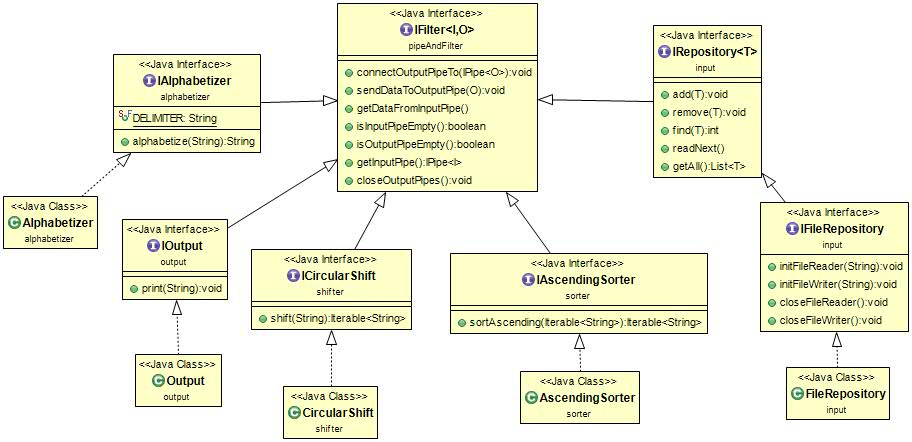 <<Java Interface>>
IFilter<I,O>
pipeAndFilter
connectOutputPipeTo(IPipe<O>):void
sendDataToOutputPipe(O):void
getDataFromInputPipe()
isInputPipeEmpty():boolean
isOutputPipeEmpty():boolean
getInputPipe():IPipe<I>
closeOutputPipes():void
<<Java Interface>>
IRepository<T>
input
add(T):void
remove(T):void
find(T):int
readNext()
getAll():List<T>
<<Java Interface>>
IAlphabetizer
alphabetizer
DELIMITER: String
alphabetize(String):String
<<Java Class>>
Alphabetizer
alphabetizer
<<Java Interface>>
IOutput
output
print(String):void
<<Java Interface>>
ICircularShift
shifter
shift(String):Iterable<String>
<<Java Interface>>
IAscendingSorter
sorter
sortAscending(Iterable<String>):Iterable<String>
<<Java Interface>>
IFileRepository
input
initFileReader(String):void
initFileWriter(String):void
closeFileReader():void
closeFileWriter():void
<<Java Class>>
Output
output
<<Java Class>>
CircularShift
shifter
<<Java Class>>
AscendingSorter
sorter
<<Java Class>>
FileRepository
input